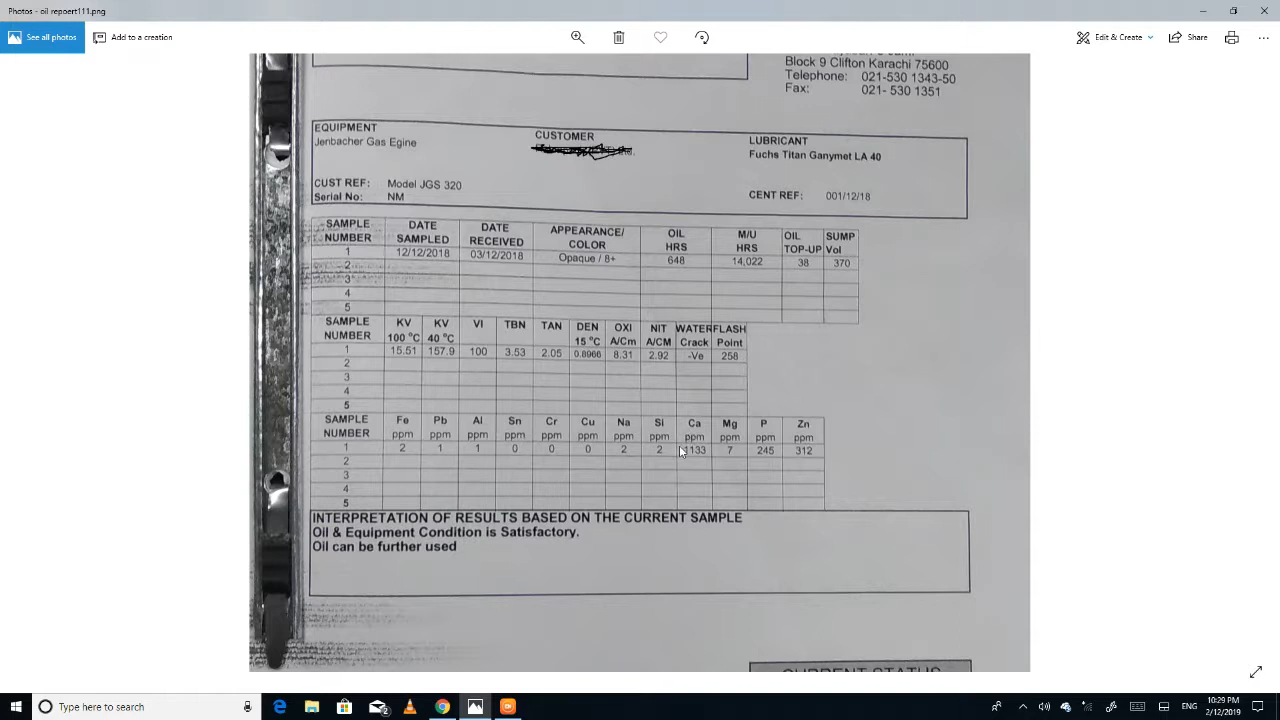 Photos - oil repoert111.png
See all photos
Add to a creation
Edit & Create
Share
Block 9 Clifton Karachi 75600
Telephone: 021-530 1343-50
Fax: 021- 530 1351
EQUIPMENT CUSTOMER LUBRICANT
Jenbacher Gas Egine Fuchs Titan Ganymet LA 40
CUST REF: Model JGS 320
Serial No: NM CENT REF: 001/12/18
SAMPLE DATE DATE APPEARANCE/ OIL M/U OIL SUMP
NUMBER SAMPLED RECEIVED COLOR HRS HRS TOP-UP Vol
1 12/12/2018 03/12/2018 Opaque / 8+ 648 14,022 38 370
2
3
4
5
SAMPLE KV KV VI TBN TAN DEN OXI NIT WATER FLASH
NUMBER 100 °C 40 °C 15 °C A/Cm A/CM Crack Point
1 15.51 157.9 100 3.53 2.05 0.8966 8.31 2.92 -Ve 258
2
3
4
5
SAMPLE Fe Pb Al Sn Cr Cu Na Si Ca Mg P Zn
NUMBER ppm ppm ppm ppm ppm ppm ppm ppm ppm ppm ppm ppm
1 2 1 1 0 0 0 2 2 1133 7 245 312
2
3
4
5
INTERPRETATION OF RESULTS BASED ON THE CURRENT SAMPLE
Oil & Equipment Condition is Satisfactory.
Oil can be further used
CURRENT STATUS
Type here to search
2
ENG
10:29 PM
2/12/2019